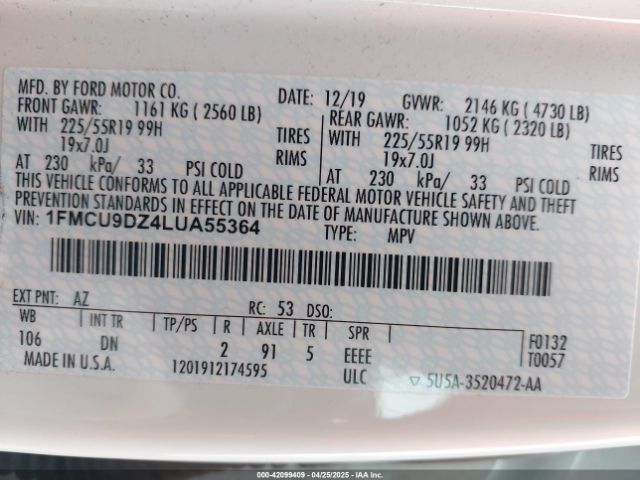 MFD. BY FORD MOTOR CO. DATE: 12/19 GVWR: 2146 KG ( 4730 LB)
FRONT GAWR: 1161 KG ( 2560 LB) REAR GAWR: 1052 KG ( 2320 LB)
WITH 225/55R19 99H TIRES WITH 225/55R19 99H TIRES
19x7.0J RIMS 19x7.0J RIMS
AT 230 kPa/ 33 PSI COLD AT 230 kPa/ 33 PSI COLD
THIS VEHICLE CONFORMS TO ALL APPLICABLE FEDERAL MOTOR VEHICLE SAFETY AND THEFT
PREVENTION STANDARDS IN EFFECT ON THE DATE OF MANUFACTURE SHOWN ABOVE.
VIN: 1FMCU9DZ4LUA55364 TYPE: MPV
EXT PNT: AZ RC: 53 DSO:
WB INT TR TP/PS R AXLE TR SPR F0132
106 DN 2 91 5 EEEE T0057
MADE IN U.S.A. 1201912174595 ULC ▽5U5A-3520472-AA
000-42099409 - 04/25/2025 - IAAI.COM